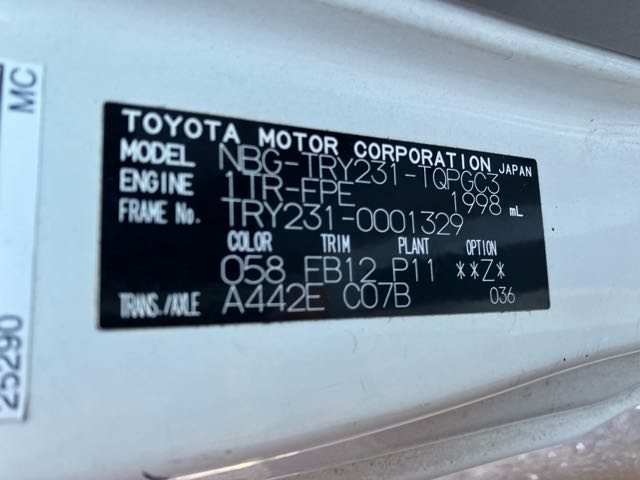 TOYOTA MOTOR CORPORATION JAPAN
MODEL NBG-TRY231-TQPGC3
ENGINE 1TR-FPE 1998 mL
FRAME No. TRY231-0001329
COLOR TRIM PLANT OPTION
058 FB12 P11 **Z*
TRANS./AXLE A442E C07B 036
MC
25290